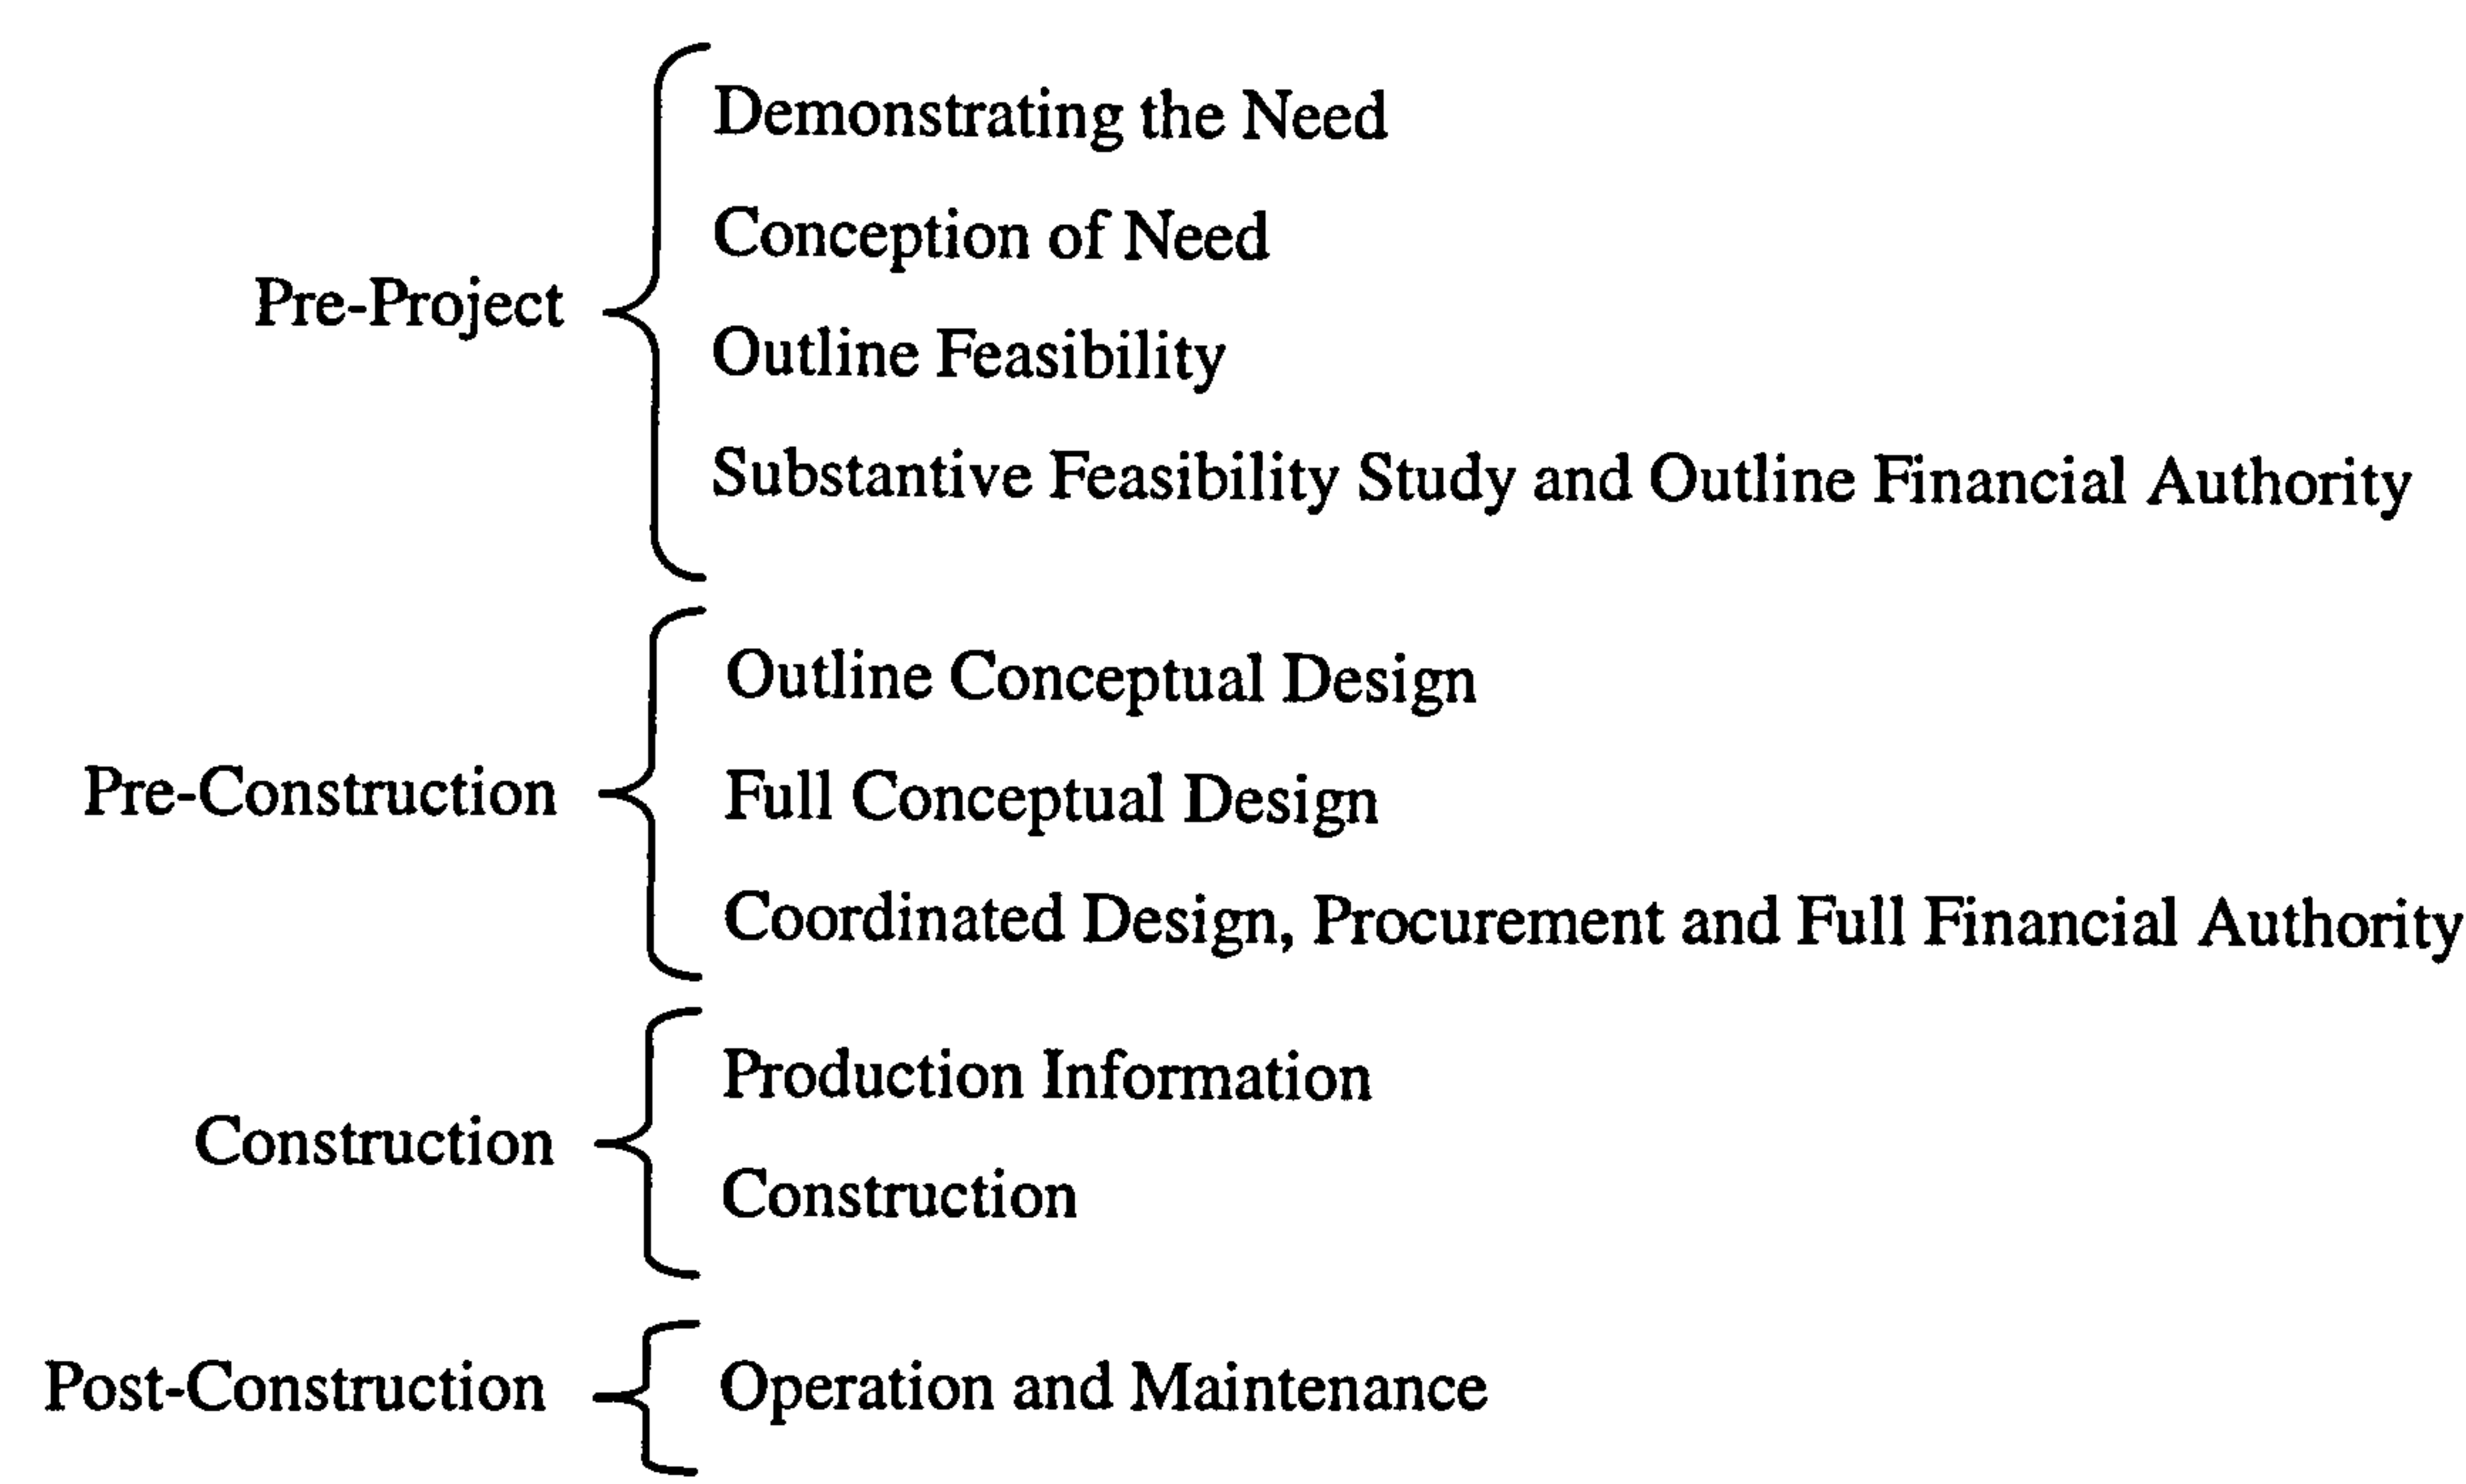 Pre-Project
Demonstrating the Need
Conception of Need
Outline Feasibility
Substantive Feasibility Study and Outline Financial Authority
Pre-Construction
Outline Conceptual Design
Full Conceptual Design
Coordinated Design, Procurement and Full Financial Authority
Construction
Production Information
Construction
Post-Construction
Operation and Maintenance